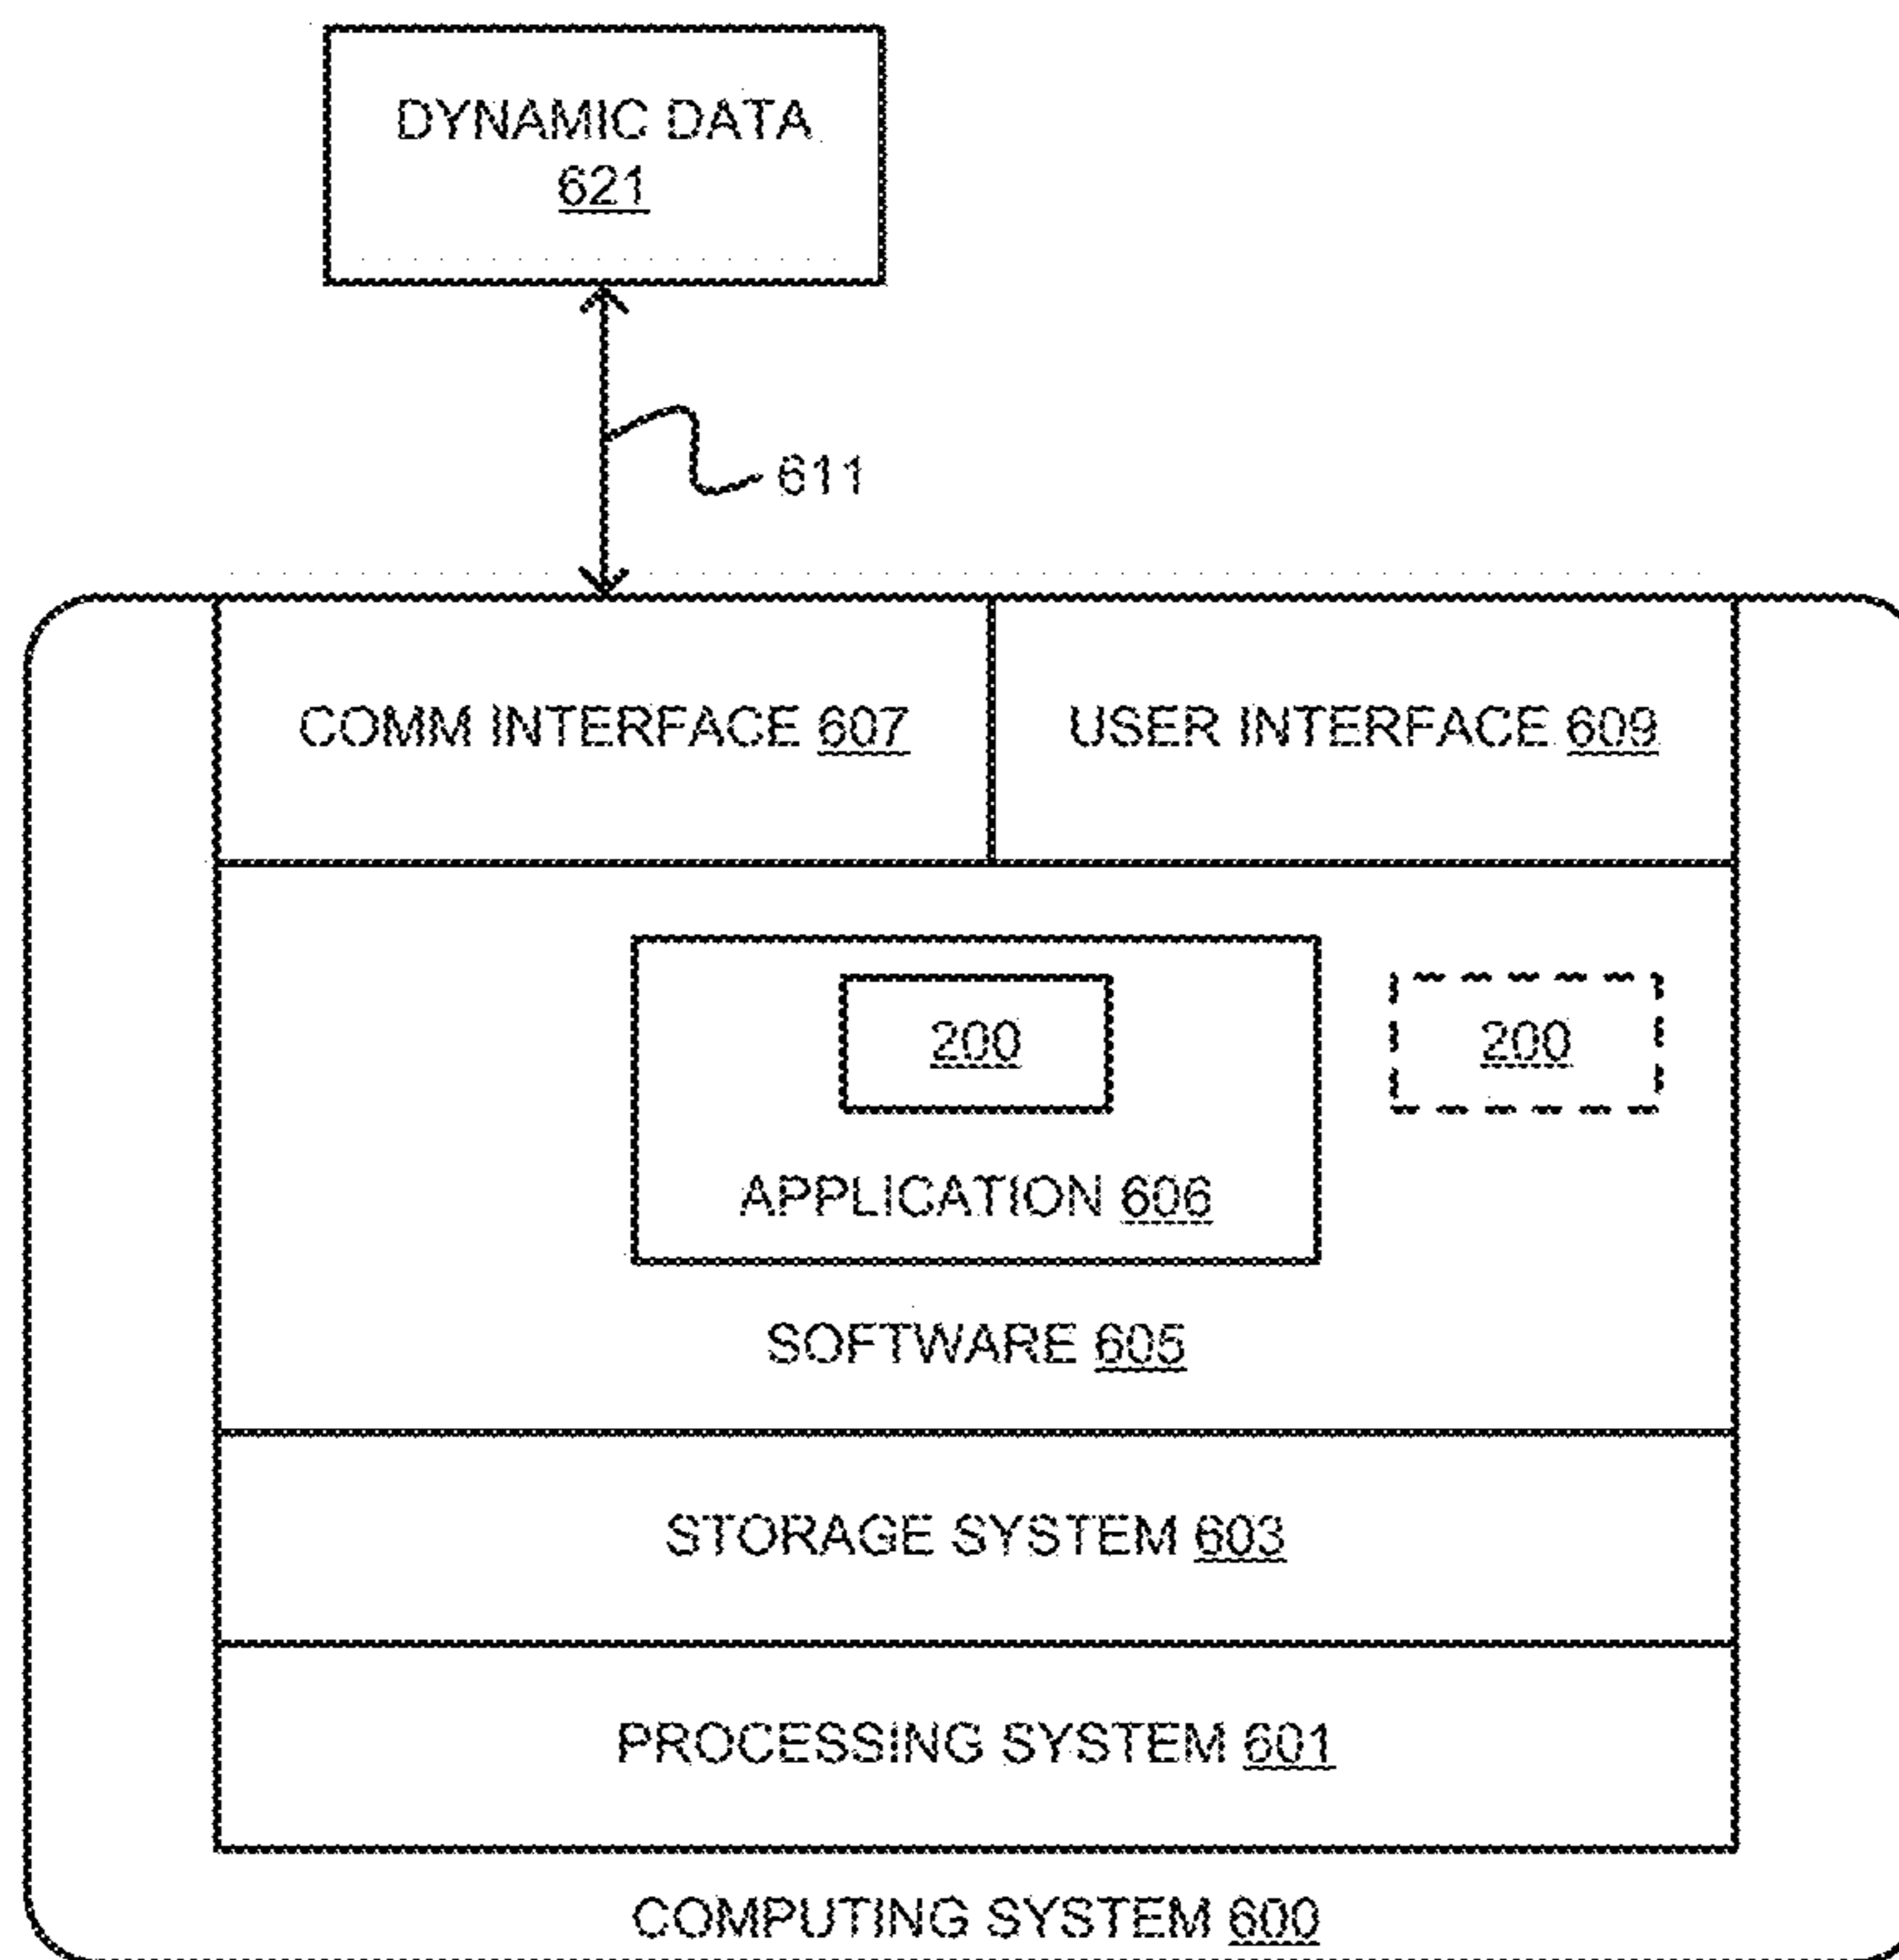 DYNAMIC DATA
621
611
COMM INTERFACE 607
USER INTERFACE 609
200
200
APPLICATION 606
SOFTWARE 605
STORAGE SYSTEM 603
PROCESSING SYSTEM 601
COMPUTING SYSTEM 600